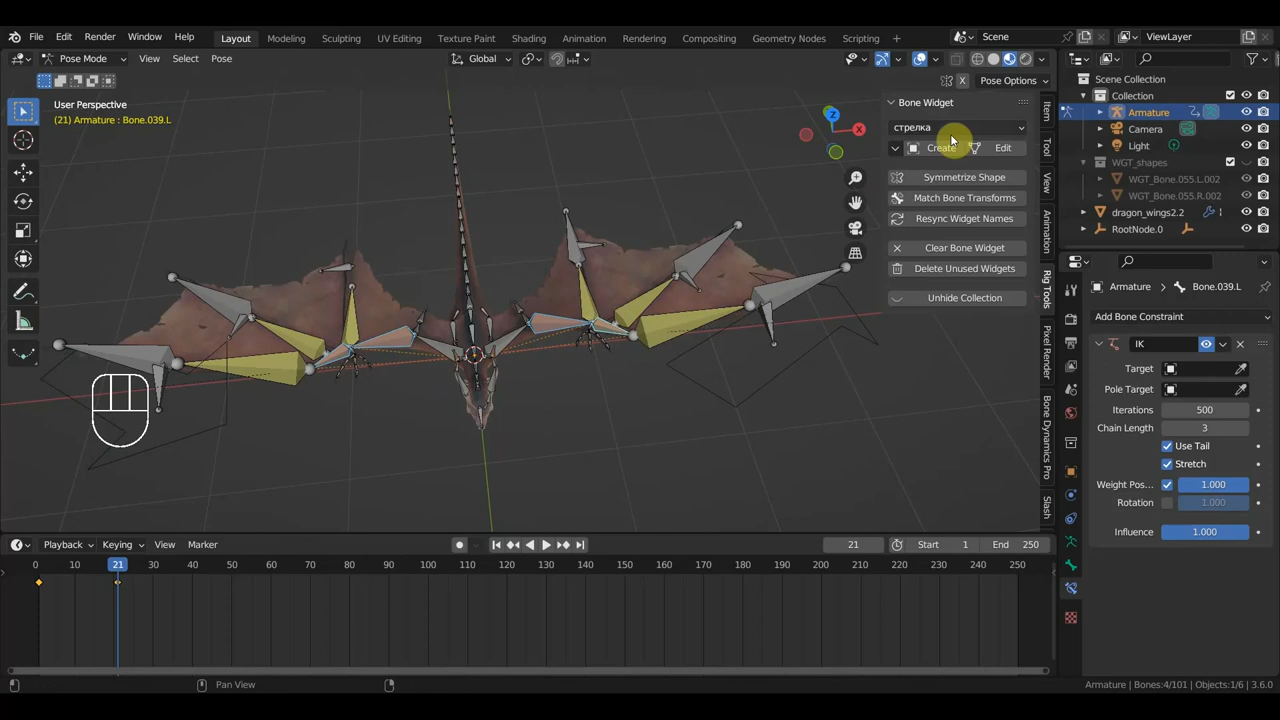 File Edit Render Window Help Layout Modeling Sculpting UV Editing Texture Paint Shading Animation Rendering Compositing Geometry Nodes Scripting + Scene ViewLayer
Pose Mode View Select Pose Global
X Pose Options
User Perspective
(21) Armature : Bone.039.L
Z
X
Bone Widget
стрелка
Create Edit
Symmetrize Shape
Match Bone Transforms
Resync Widget Names
Clear Bone Widget
Delete Unused Widgets
Unhide Collection
Item
Tool
View
Animation
Rig Tools
Pixel Render
Bone Dynamics Pro
Slash
Scene Collection
Collection
Armature
Camera
Light
WGT_shapes
WGT_Bone.055.L.002
WGT_Bone.055.R.002
dragon_wings2.2 1
RootNode.0
Armature Bone.039.L
Add Bone Constraint
IK
Target
Pole Target
Iterations 500
Chain Length 3
Use Tail
Stretch
Weight Pos... 1.000
Rotation 1.000
Influence 1.000
Playback Keying View Marker 21 Start 1 End 250
0 10 21 30 40 50 60 70 80 90 100 110 120 130 140 150 160 170 180 190 200 210 220 230 240 250
Pan View
Armature | Bones:4/101 | Objects:1/6 | 3.6.0